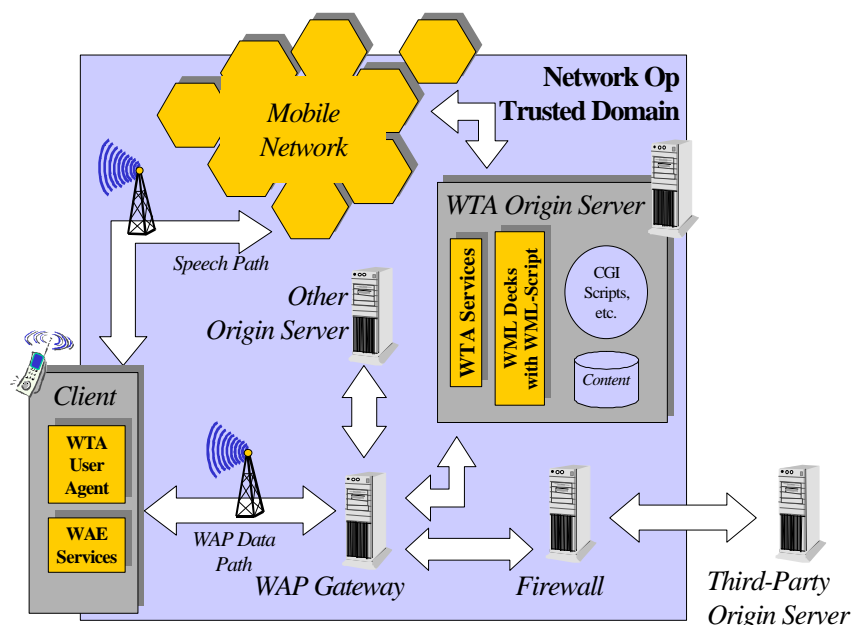 Network Op
Trusted Domain
Mobile
Network
WTA Origin Server
Speech Path
Other
Origin Server
WTA Services
WML Decks
with WML-Script
CGI
Scripts,
etc.
Content
Client
WTA
User
Agent
WAE
Services
WAP Data
Path
WAP Gateway
Firewall
Third-Party
Origin Server